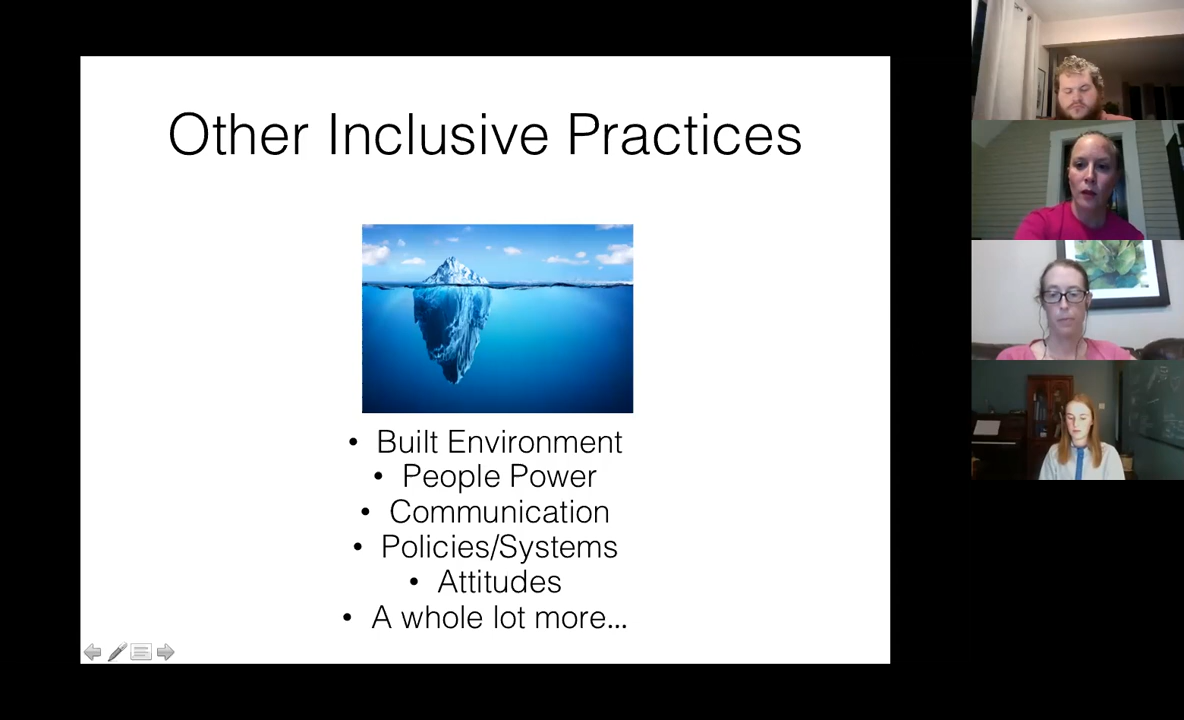 Other Inclusive Practices
• Built Environment
• People Power
• Communication
• Policies/Systems
• Attitudes
• A whole lot more...